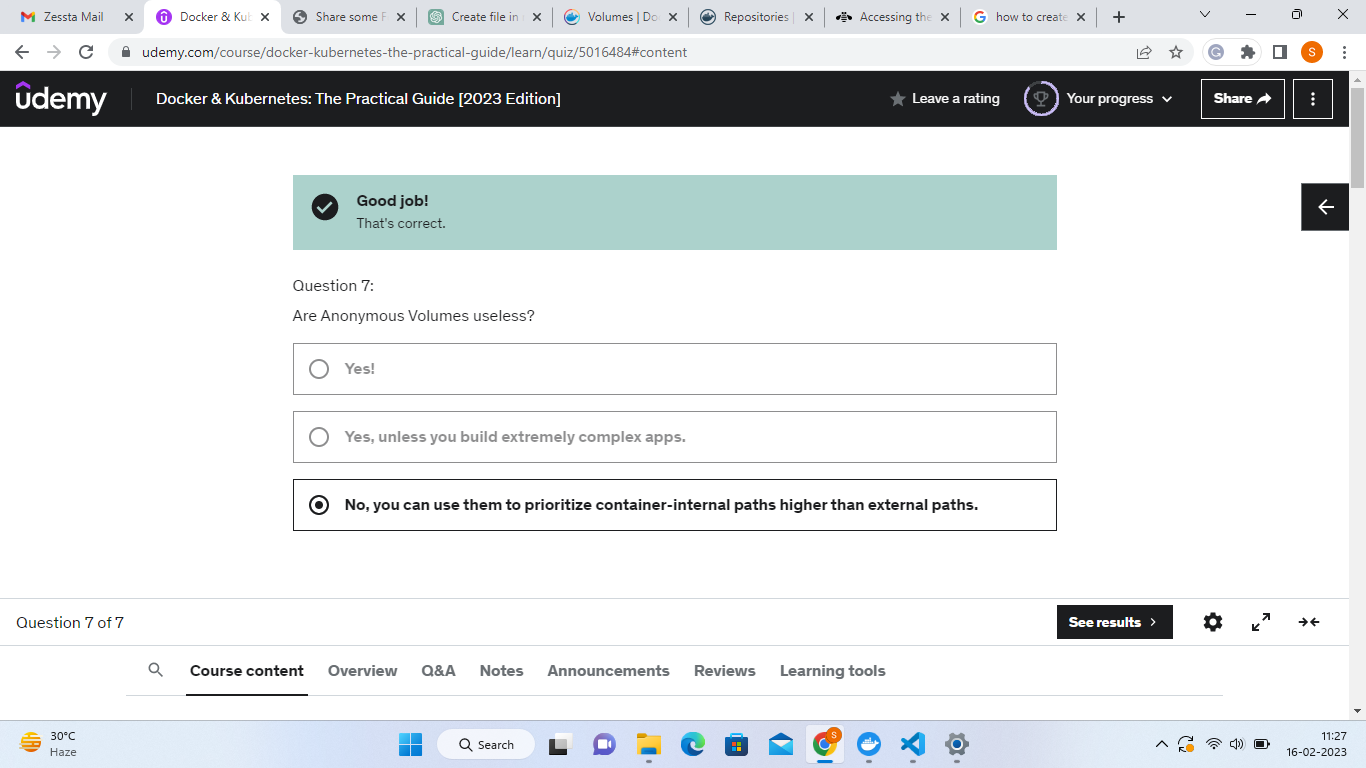 Zessta Mail
Docker & Kub
Share some F
Create file in
Volumes | Do
Repositories |
Accessing the
how to create
udemy.com/course/docker-kubernetes-the-practical-guide/learn/quiz/5016484#content
S
udemy
Docker & Kubernetes: The Practical Guide [2023 Edition]
Leave a rating
Your progress
Share
Good job!
That's correct.
Question 7:
Are Anonymous Volumes useless?
Yes!
Yes, unless you build extremely complex apps.
No, you can use them to prioritize container-internal paths higher than external paths.
Question 7 of 7
See results
Course content
Overview
Q&A
Notes
Announcements
Reviews
Learning tools
30°C
Haze
Search
S
11:27
16-02-2023